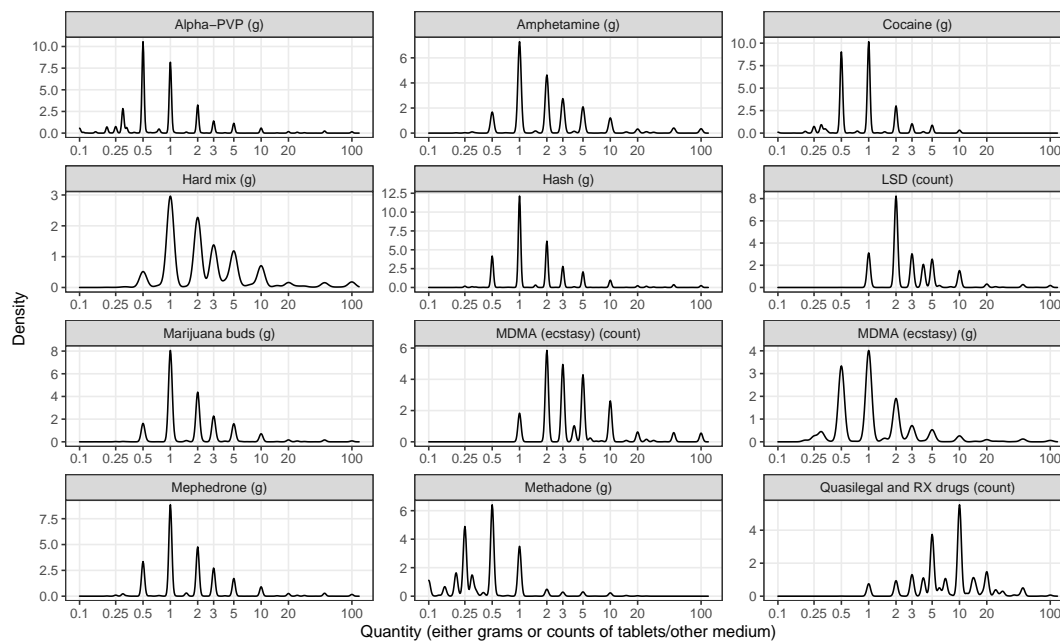 Alpha−PVP (g)
Amphetamine (g)
Cocaine (g)
10.0
7.5
5.0
2.5
0.0
0.1 0.25 0.5 1 2 3 5 10 20 100
6
4
2
0
0.1 0.25 0.5 1 2 3 5 10 20 100
10.0
7.5
5.0
2.5
0.0
0.1 0.25 0.5 1 2 3 5 10 20 100
Hard mix (g)
Hash (g)
LSD (count)
3
2
1
0
0.1 0.25 0.5 1 2 3 5 10 20 100
12.5
10.0
7.5
5.0
2.5
0.0
0.1 0.25 0.5 1 2 3 5 10 20 100
8
6
4
2
0
0.1 0.25 0.5 1 2 3 5 10 20 100
Density
Marijuana buds (g)
MDMA (ecstasy) (count)
MDMA (ecstasy) (g)
8
6
4
2
0
0.1 0.25 0.5 1 2 3 5 10 20 100
6
4
2
0
0.1 0.25 0.5 1 2 3 5 10 20 100
4
3
2
1
0
0.1 0.25 0.5 1 2 3 5 10 20 100
Mephedrone (g)
Methadone (g)
Quasilegal and RX drugs (count)
7.5
5.0
2.5
0.0
0.1 0.25 0.5 1 2 3 5 10 20 100
6
4
2
0
0.1 0.25 0.5 1 2 3 5 10 20 100
4
2
0
0.1 0.25 0.5 1 2 3 5 10 20 100
Quantity (either grams or counts of tablets/other medium)